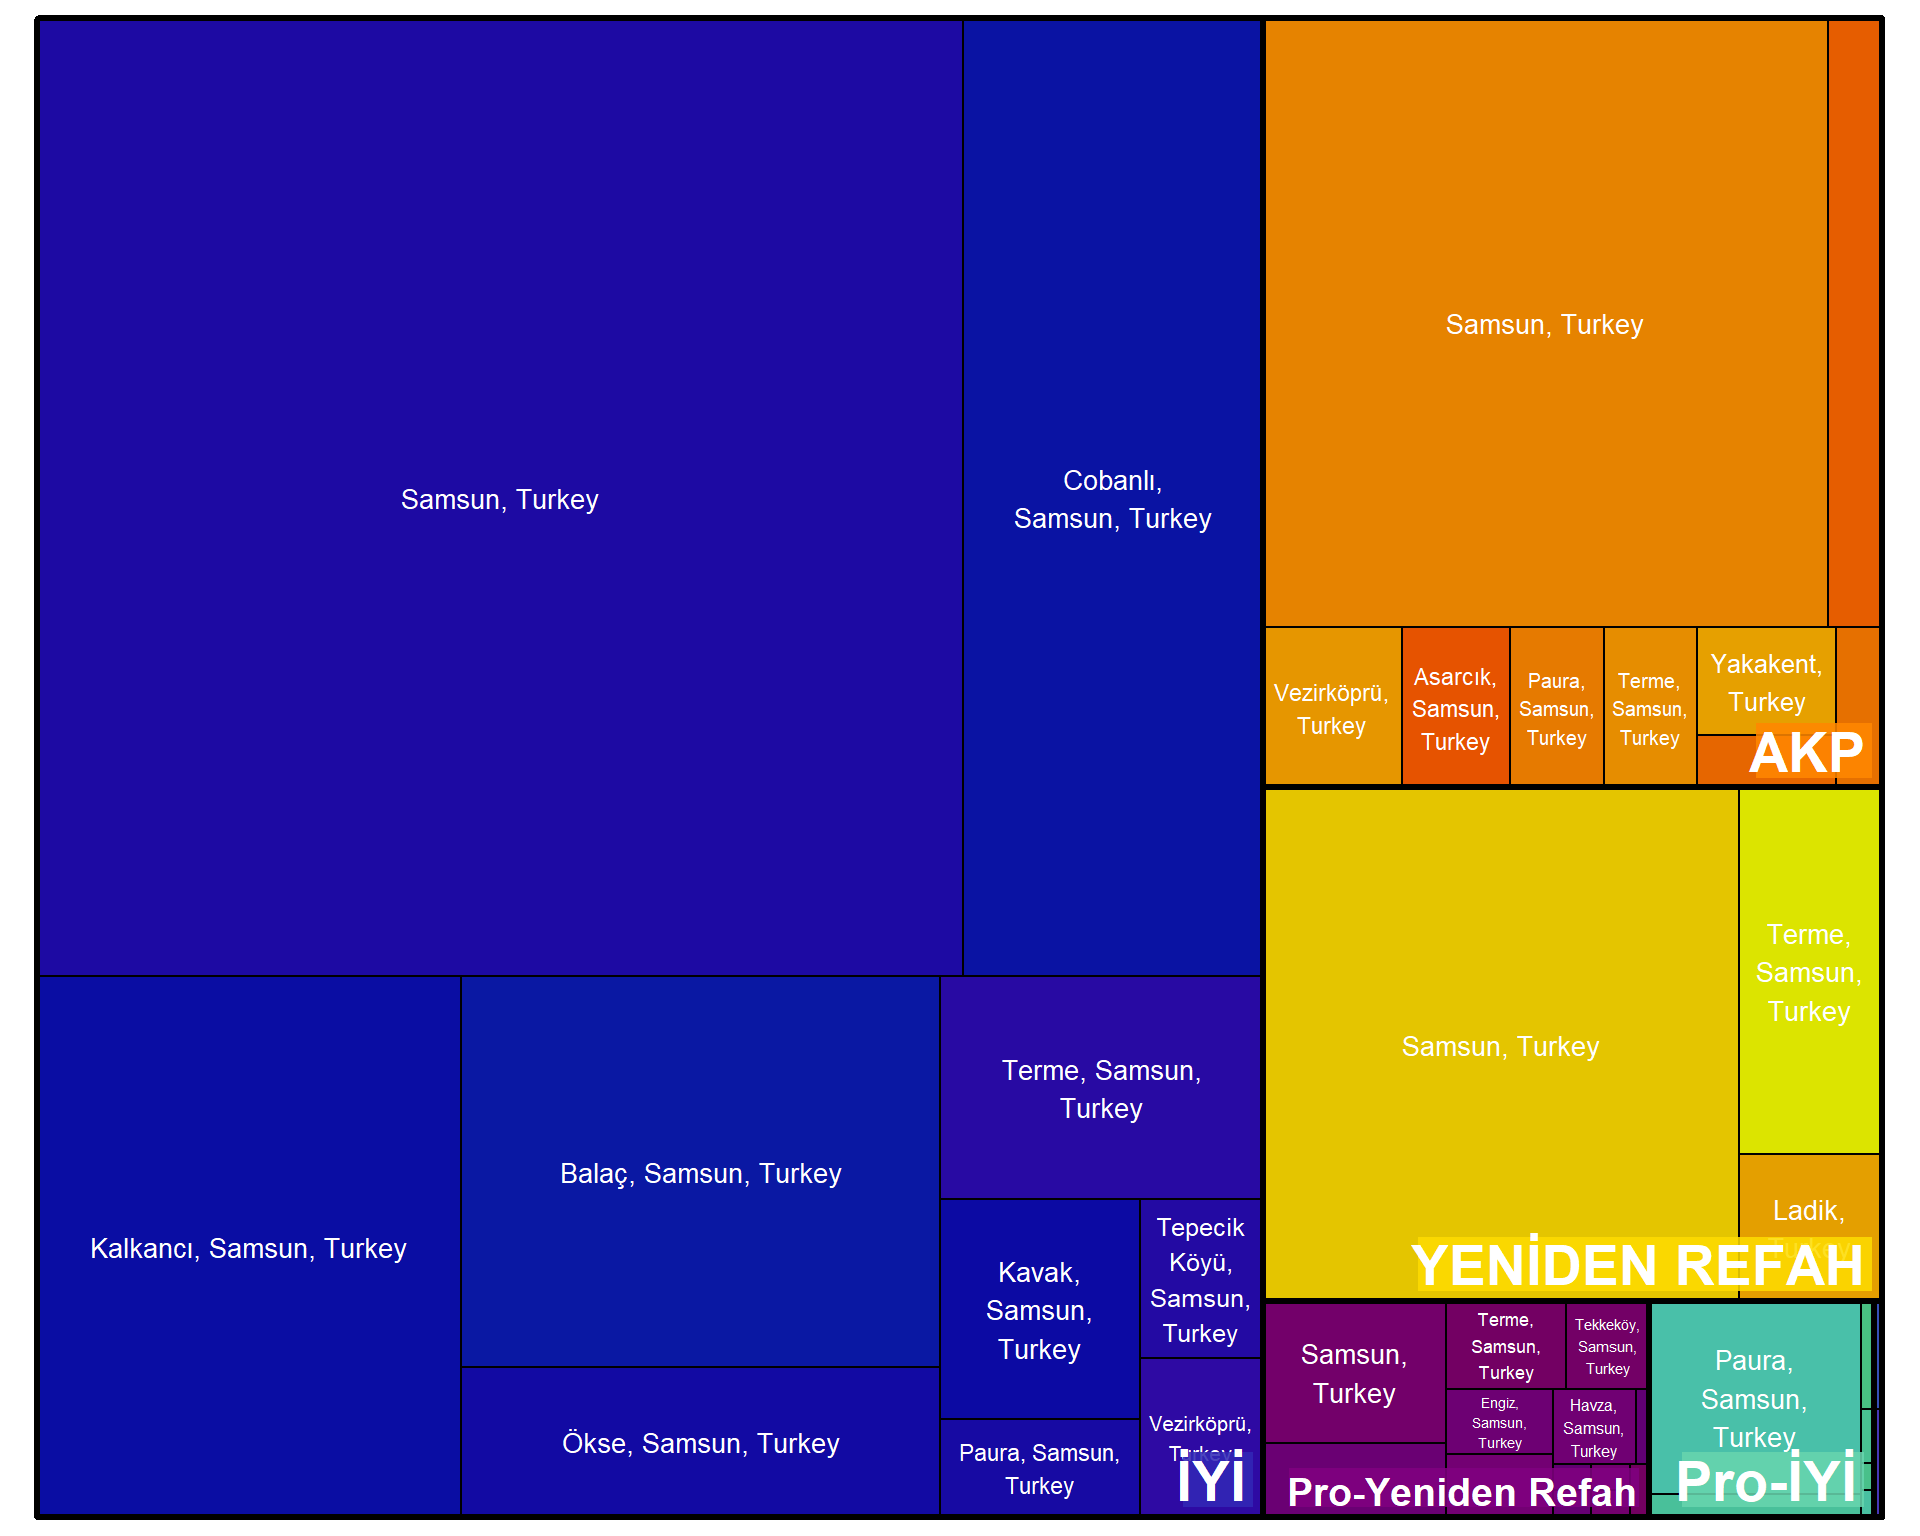 Samsun, Turkey
Cobanlı,
Samsun, Turkey
Kalkancı, Samsun, Turkey
Balaç, Samsun, Turkey
Ökse, Samsun, Turkey
Terme, Samsun,
Turkey
Kavak,
Samsun,
Turkey
Tepecik
Köyü,
Samsun,
Turkey
Paura, Samsun,
Turkey
Vezirköprü,
Turkey
İYİ
Samsun, Turkey
Vezirköprü,
Turkey
Asarcık,
Samsun,
Turkey
Paura,
Samsun,
Turkey
Terme,
Samsun,
Turkey
Yakakent,
Turkey
AKP
Samsun, Turkey
Terme,
Samsun,
Turkey
Ladik,
Turkey
YENİDEN REFAH
Samsun,
Turkey
Terme,
Samsun,
Turkey
Tekkeköy,
Samsun,
Turkey
Engiz,
Samsun,
Turkey
Havza,
Samsun,
Turkey
Pro-Yeniden Refah
Paura,
Samsun,
Turkey
Pro-İYİ